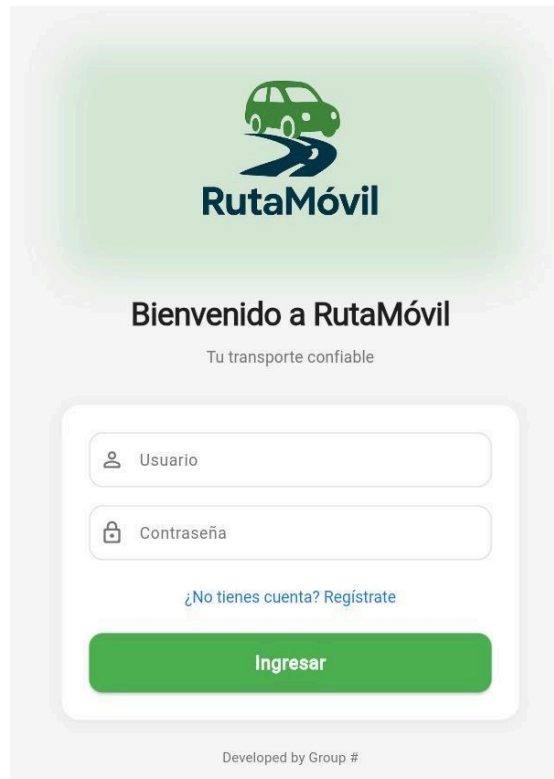 RutaMóvil
Bienvenido a RutaMóvil
Tu transporte confiable
Usuario
Contraseña
¿No tienes cuenta? Regístrate
Ingresar
Developed by Group #